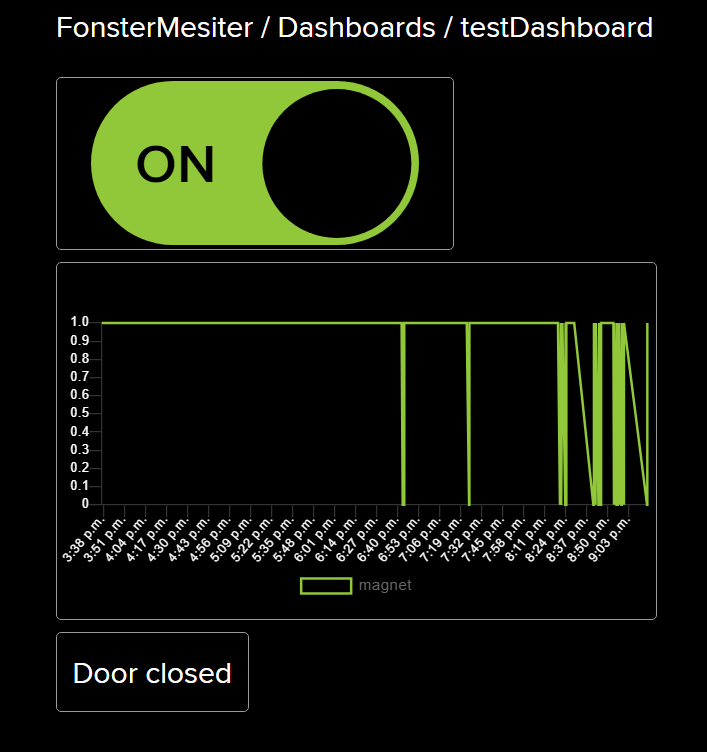 FonsterMesiter / Dashboards / testDashboard
ON
1.0
0.9
0.8
0.7
0.6
0.5
0.4
0.3
0.2
0.1
0
3:38 p.m.
3:51 p.m.
4:04 p.m.
4:17 p.m.
4:30 p.m.
4:43 p.m.
4:56 p.m.
5:09 p.m.
5:22 p.m.
5:35 p.m.
5:48 p.m.
6:01 p.m.
6:14 p.m.
6:27 p.m.
6:40 p.m.
6:53 p.m.
7:06 p.m.
7:19 p.m.
7:32 p.m.
7:45 p.m.
7:58 p.m.
8:11 p.m.
8:24 p.m.
8:37 p.m.
8:50 p.m.
9:03 p.m.
magnet
Door closed